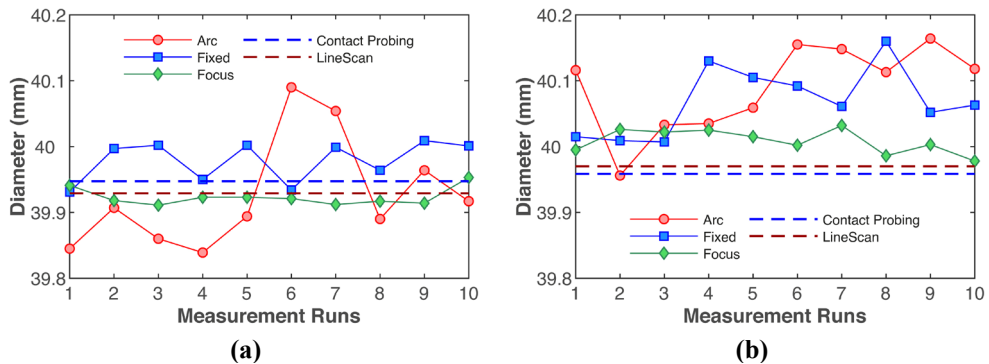 40.2
40.1
40
39.9
39.8
Diameter (mm)
Arc
Fixed
Focus
Contact Probing
LineScan
1 2 3 4 5 6 7 8 9 10
Measurement Runs
(a)
40.2
40.1
40
39.9
39.8
Diameter (mm)
Arc
Fixed
Focus
Contact Probing
LineScan
1 2 3 4 5 6 7 8 9 10
Measurement Runs
(b)